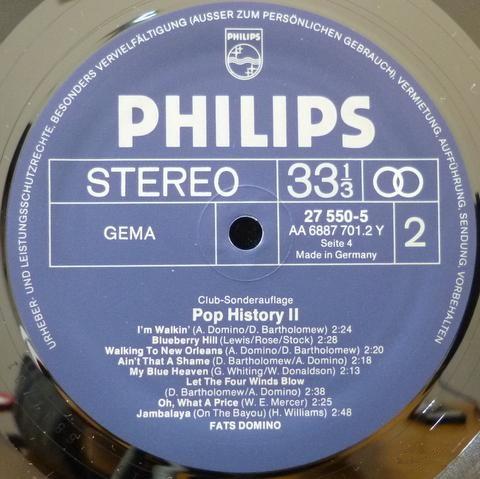 URHEBER- UND LEISTUNGSSCHUTZRECHTE, BESONDERS VERVIELFÄLTIGUNG (AUSSER ZUM PERSÖNLICHEN GEBRAUCH), VERMIETUNG, AUFFÜHRUNG, SENDUNG, VORBEHALTEN
PHILIPS
PHILIPS
STEREO 33 1/3
GEMA
27 550-5
AA 6887 701.2 Y
Seite 4
Made in Germany
2
Club-Sonderauflage
Pop History II
I'm Walkin' (A. Domino/D. Bartholomew) 2:24
Blueberry Hill (Lewis/Rose/Stock) 2:28
Walking To New Orleans (A. Domino/D. Bartholomew) 2:20
Ain't That A Shame (D. Bartholomew/A. Domino) 2:18
My Blue Heaven (G. Whiting/W. Donaldson) 2:13
Let The Four Winds Blow
(D. Bartholomew/A. Domino) 2:38
Oh, What A Price (W. E. Mercer) 2:25
Jambalaya (On The Bayou) (H. Williams) 2:48
FATS DOMINO